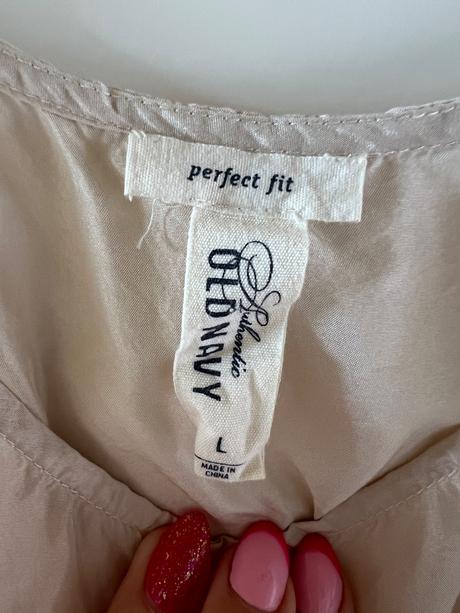 perfect fit
Authentic
OLD NAVY
L
MADE IN
CHINA